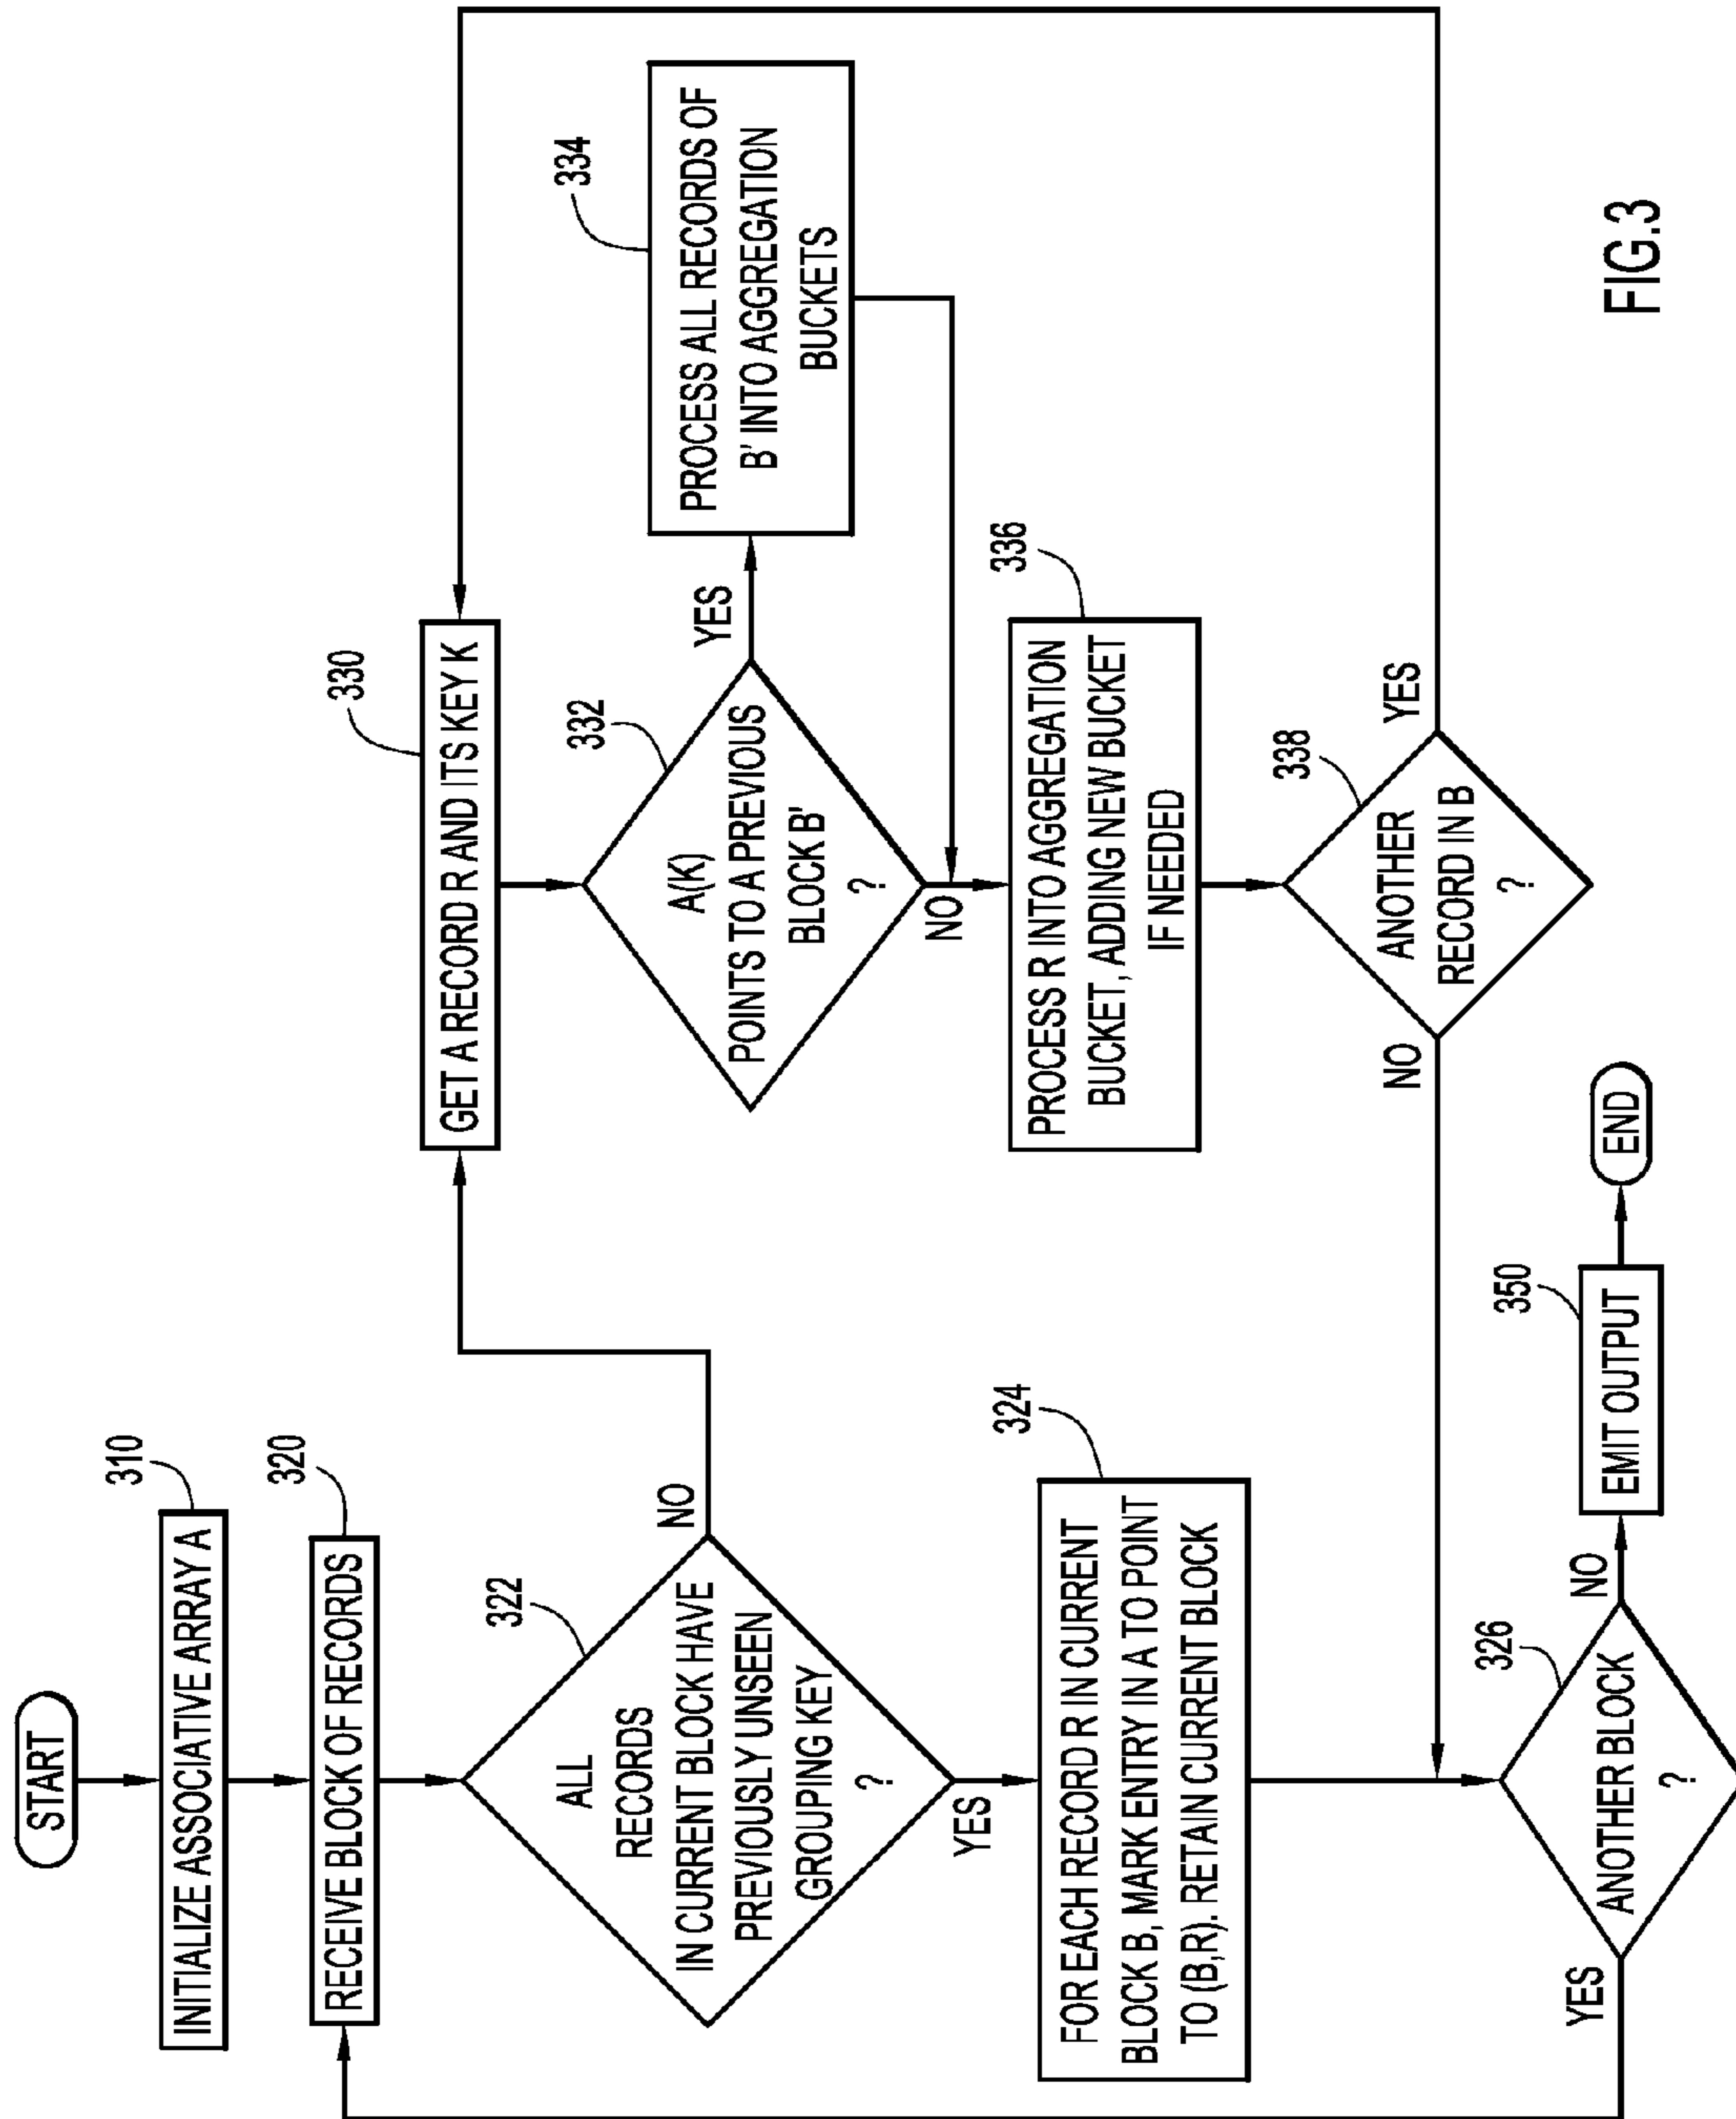 START
310
INITIALIZE ASSOCIATIVE ARRAY A
320
RECEIVE BLOCK OF RECORDS
322
ALL
RECORDS
IN CURRENT BLOCK HAVE
PREVIOUSLY UNSEEN
GROUPING KEY
?
NO
YES
324
FOR EACH RECORD R IN CURRENT
BLOCK B, MARK ENTRY IN A TO POINT
TO (B,R). RETAIN CURRENT BLOCK
326
ANOTHER BLOCK
?
YES
NO
350
EMIT OUTPUT
END
330
GET A RECORD R AND ITS KEY K
332
A(K)
POINTS TO A PREVIOUS
BLOCK B'
?
YES
NO
334
PROCESS ALL RECORDS OF
B' INTO AGGREGATION
BUCKETS
336
PROCESS R INTO AGGREGATION
BUCKET, ADDING NEW BUCKET
IF NEEDED
338
ANOTHER
RECORD IN B
?
NO
YES
FIG.3